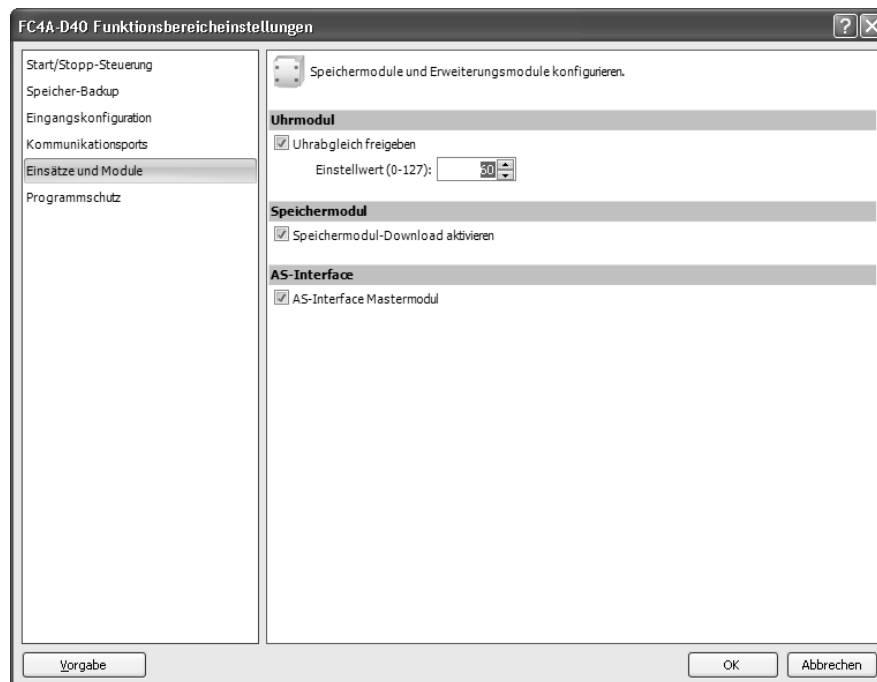 FC4A-D40 Funktionsbereicheinstellungen
Start/Stopp-Steuerung
Speicher-Backup
Eingangskonfiguration
Kommunikationsports
Einsätze und Module
Programmschutz
Speichermodule und Erweiterungsmodule konfigurieren.
Uhrmodul
Uhrabgleich freigeben
Einstellwert (0-127): 60
Speichermodul
Speichermodul-Download aktivieren
AS-Interface
AS-Interface Mastermodul
Vorgabe
OK
Abbrechen